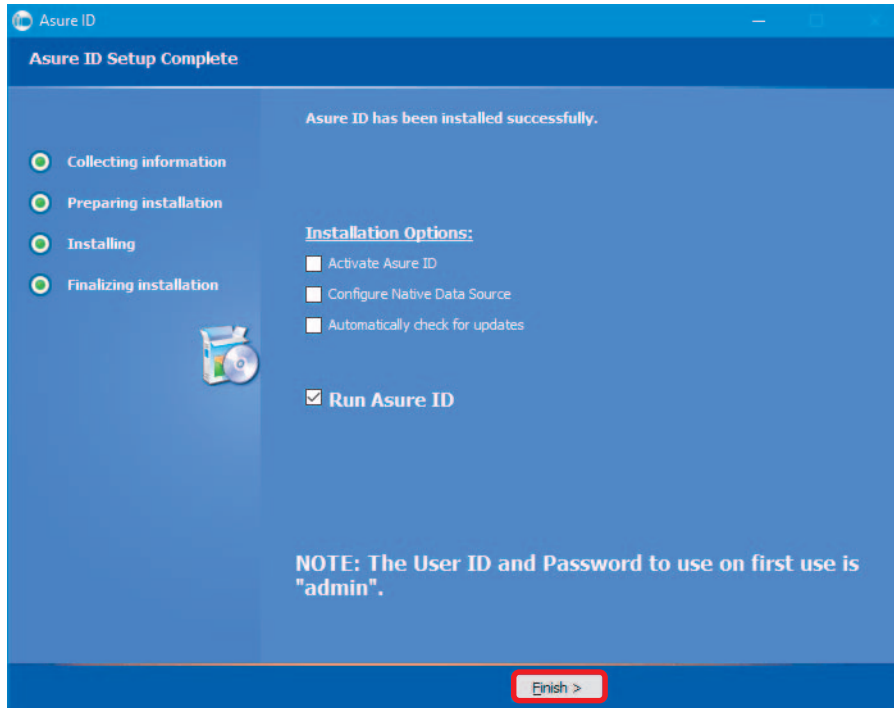 Asure ID
Asure ID Setup Complete
Asure ID has been installed successfully.
Collecting information
Preparing installation
Installing
Finalizing installation
Installation Options:
Activate Asure ID
Configure Native Data Source
Automatically check for updates
Run Asure ID
NOTE: The User ID and Password to use on first use is
"admin".
Finish >